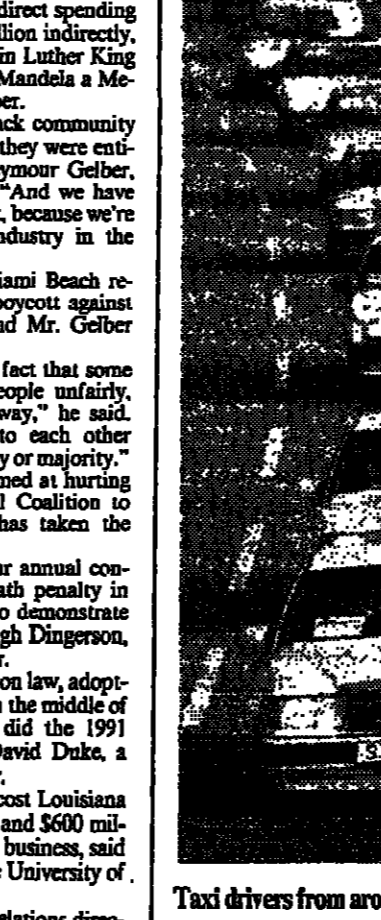 direct spending
llion indirectly,
in Luther King
Mandela a Me-
ber.
ack community
they were enti-
ymour Gelber,
"And we have
, because we're
ndustry in the
iami Beach re-
boycott against
nd Mr. Gelber
fact that some
eople unfairly,
way," he said.
to each other
y or majority."
med at hurting
l Coalition to
has taken the
ur annual con-
ath penalty in
o demonstrate
gh Dingerson,
r.
on law, adopt-
n the middle of
did the 1991
David Duke, a
r.
cost Louisiana
and $600 mil-
business, said
e University of
elations direc-
Taxi drivers from aro